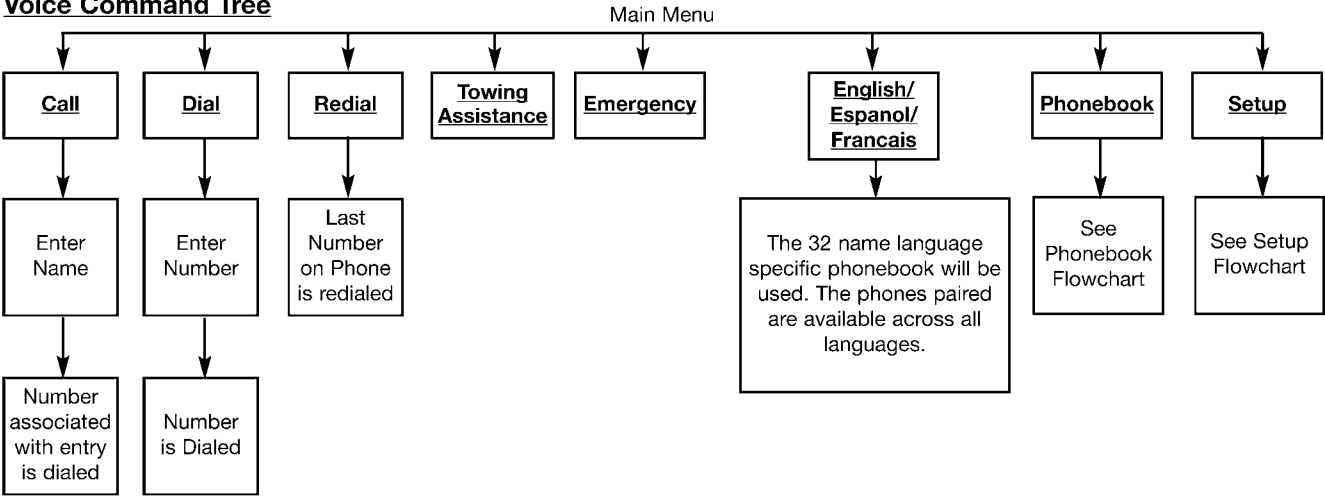 Voice Command Tree
Main Menu
Call
Dial
Redial
Towing
Assistance
Emergency
English/
Espanol/
Francais
Phonebook
Setup
Enter
Name
Enter
Number
Last
Number
on Phone
is redialed
The 32 name language
specific phonebook will be
used. The phones paired
are available across all
languages.
See
Phonebook
Flowchart
See Setup
Flowchart
Number
associated
with entry
is dialed
Number
is Dialed